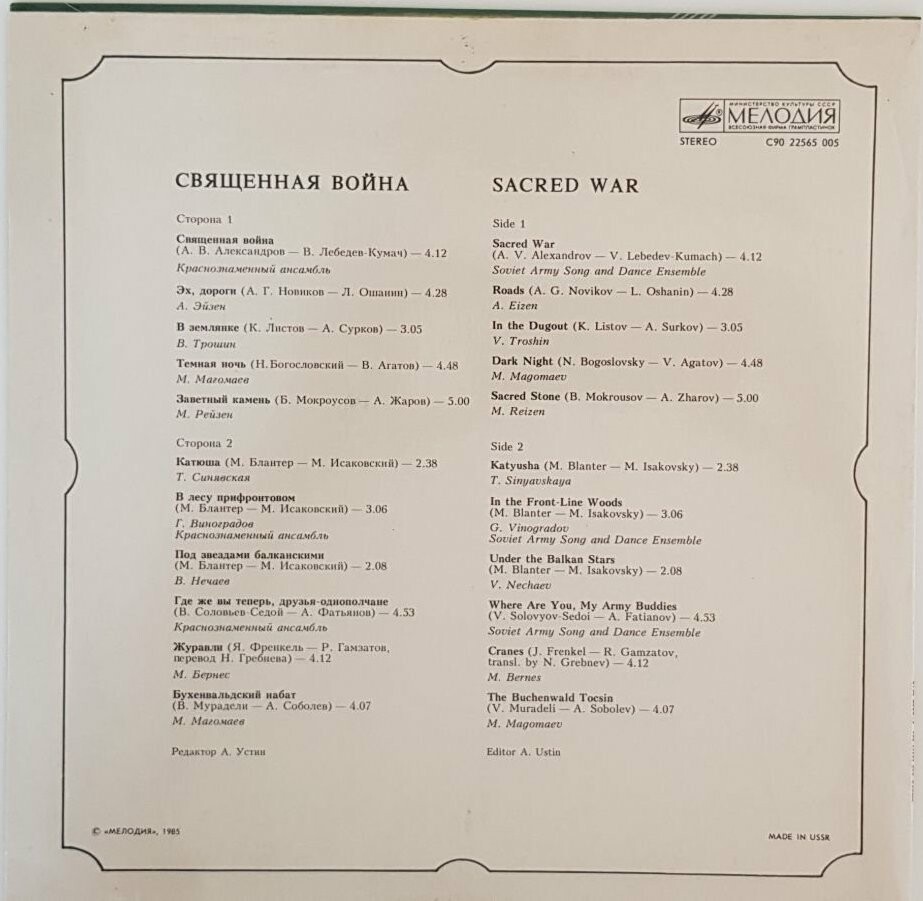 МИНИСТЕРСТВО КУЛЬТУРЫ СССР
МЕЛОДИЯ
ВСЕСОЮЗНАЯ ФИРМА ГРАМПЛАСТИНОК
STEREO C90 22565 005
СВЯЩЕННАЯ ВОЙНА
Сторона 1
Священная война
(А. В. Александров — В. Лебедев-Кумач) — 4.12
Краснознаменный ансамбль
Эх, дороги (А. Г. Новиков — Л. Ошанин) — 4.28
А. Эйзен
В землянке (К. Листов — А. Сурков) — 3.05
В. Трошин
Темная ночь (Н.Богословский — В. Агатов) — 4.48
М. Магомаев
Заветный камень (Б. Мокроусов — А. Жаров) — 5.00
М. Рейзен
Сторона 2
Катюша (М. Блантер — М. Исаковский) — 2.38
Т. Синявская
В лесу прифронтовом
(М. Блантер — М. Исаковский) — 3.06
Г. Виноградов
Краснознаменный ансамбль
Под звездами балканскими
(М. Блантер — М. Исаковский) — 2.08
В. Нечаев
Где же вы теперь, друзья-однополчане
(В. Соловьев-Седой — А. Фатьянов) — 4.53
Краснознаменный ансамбль
Журавли (Я. Френкель — Р. Гамзатов,
перевод Н. Гребнева) — 4.12
М. Бернес
Бухенвальдский набат
(В. Мурадели — А. Соболев) — 4.07
М. Магомаев
Редактор А. Устин
SACRED WAR
Side 1
Sacred War
(A. V. Alexandrov — V. Lebedev-Kumach) — 4.12
Soviet Army Song and Dance Ensemble
Roads (A. G. Novikov — L. Oshanin) — 4.28
A. Eizen
In the Dugout (K. Listov — A. Surkov) — 3.05
V. Troshin
Dark Night (N. Bogoslovsky — V. Agatov) — 4.48
M. Magomaev
Sacred Stone (B. Mokrousov — A. Zharov) — 5.00
M. Reizen
Side 2
Katyusha (M. Blanter — M. Isakovsky) — 2.38
T. Sinyavskaya
In the Front-Line Woods
(M. Blanter — M. Isakovsky) — 3.06
G. Vinogradov
Soviet Army Song and Dance Ensemble
Under the Balkan Stars
(M. Blanter — M. Isakovsky) — 2.08
V. Nechaev
Where Are You, My Army Buddies
(V. Solovyov-Sedoi — A. Fatianov) — 4.53
Soviet Army Song and Dance Ensemble
Cranes (J. Frenkel — R. Gamzatov,
transl. by N. Grebnev) — 4.12
M. Bernes
The Buchenwald Tocsin
(V. Muradeli — A. Sobolev) — 4.07
M. Magomaev
Editor A. Ustin
© «МЕЛОДИЯ», 1985
MADE IN USSR